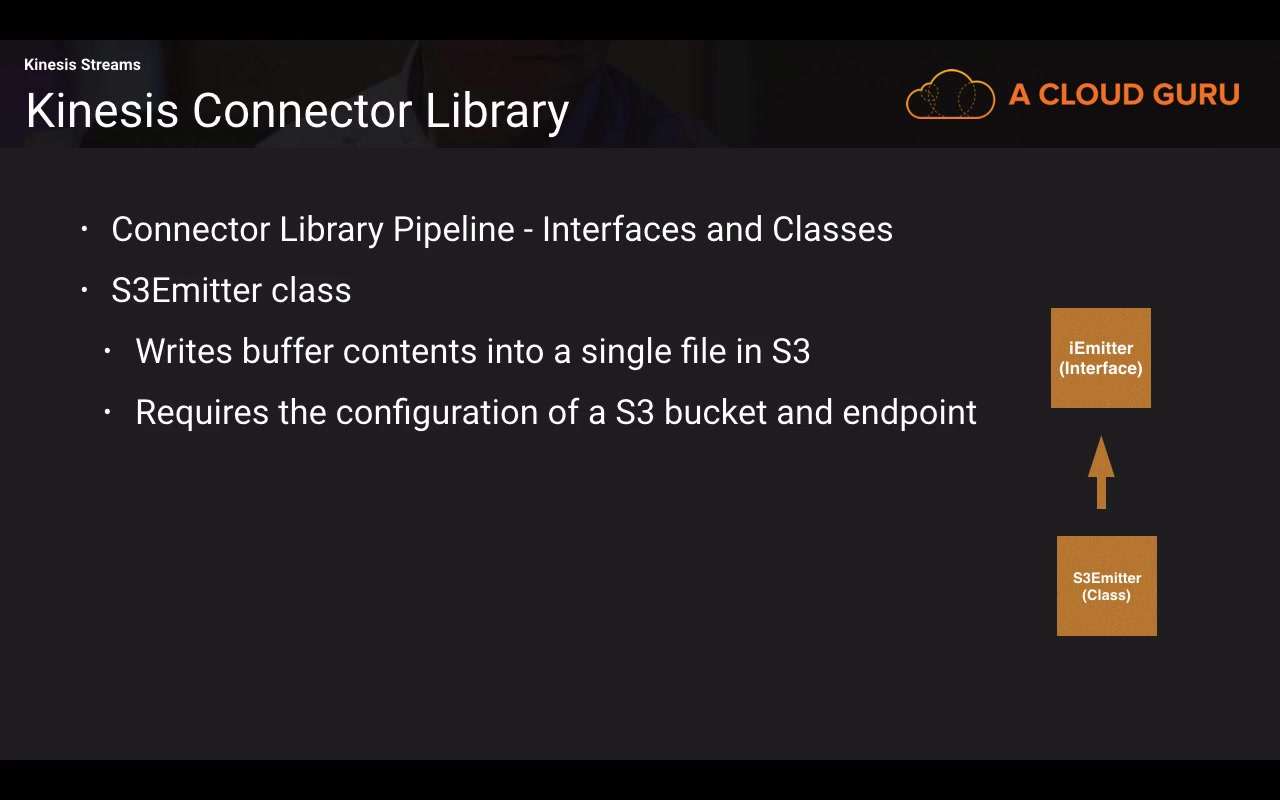 Kinesis Streams
Kinesis Connector Library
A CLOUD GURU
• Connector Library Pipeline - Interfaces and Classes
• S3Emitter class
• Writes buffer contents into a single file in S3
• Requires the configuration of a S3 bucket and endpoint
iEmitter
(Interface)
S3Emitter
(Class)